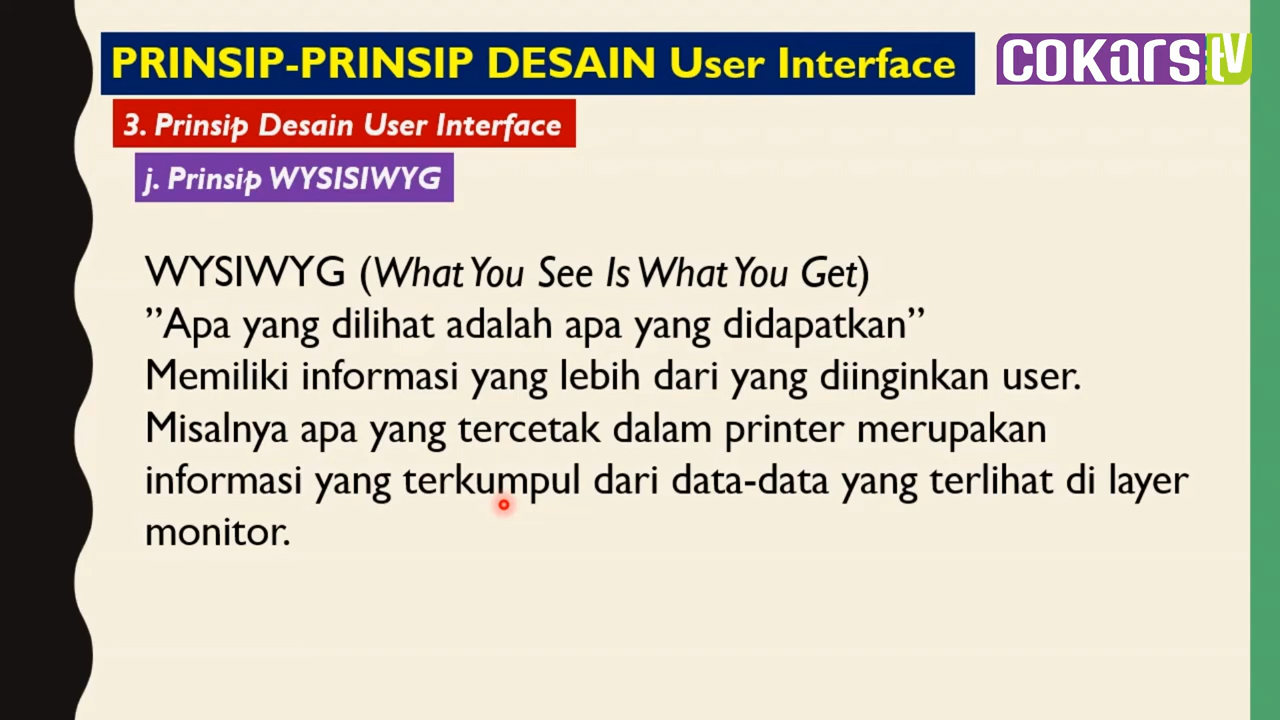 PRINSIP-PRINSIP DESAIN User Interface
cokarstv
3. Prinsip Desain User Interface
j. Prinsip WYSISIWYG
WYSIWYG (What You See Is What You Get)
”Apa yang dilihat adalah apa yang didapatkan”
Memiliki informasi yang lebih dari yang diinginkan user.
Misalnya apa yang tercetak dalam printer merupakan
informasi yang terkumpul dari data-data yang terlihat di layer
monitor.